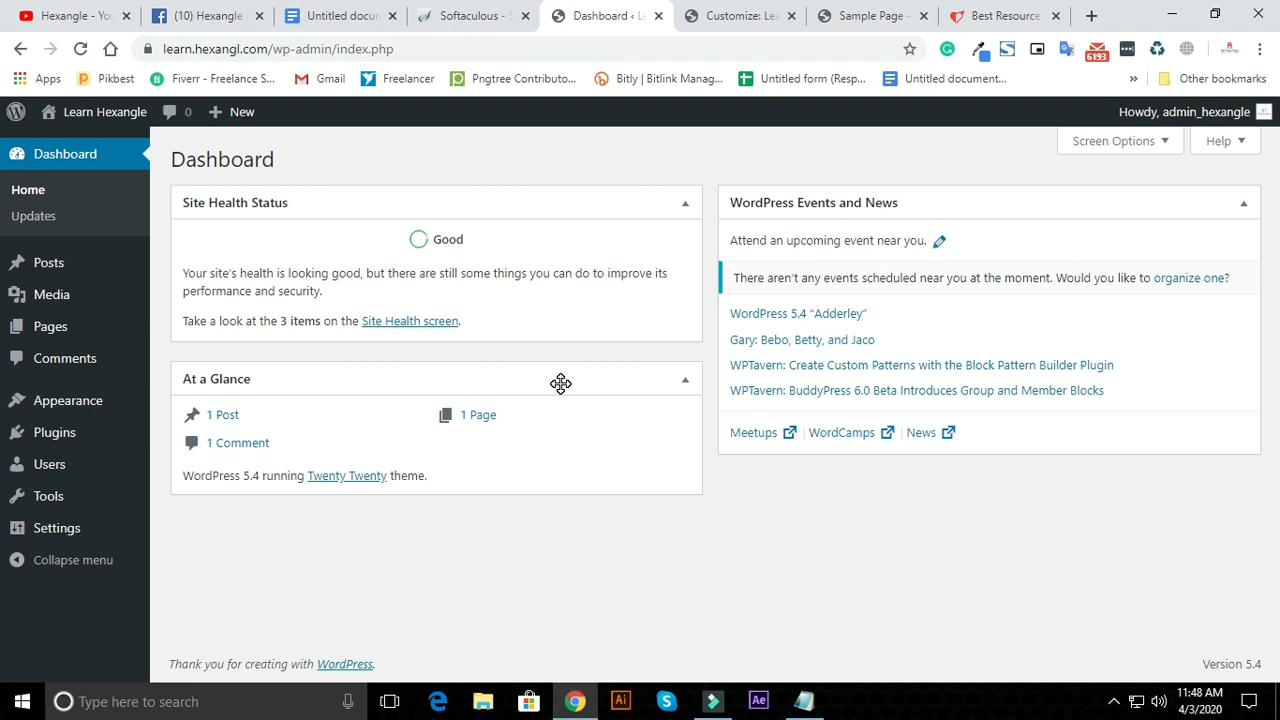 Hexangle - You
(10) Hexangle
Untitled docu
Softaculous - S
Dashboard ‹ Le
Customize: Lea
Sample Page –
Best Resource
learn.hexangl.com/wp-admin/index.php
6193
Apps
Pikbest
Fiverr - Freelance S...
Gmail
Freelancer
Pngtree Contributo...
Bitly | Bitlink Manag...
Untitled form (Resp...
Untitled document...
»
Other bookmarks
Learn Hexangle
0
New
Howdy, admin_hexangle
Dashboard
Home
Updates
Posts
Media
Pages
Comments
Appearance
Plugins
Users
Tools
Settings
Collapse menu
Dashboard
Screen Options
Help
Site Health Status
Good
Your site's health is looking good, but there are still some things you can do to improve its
performance and security.
Take a look at the 3 items on the Site Health screen.
At a Glance
1 Post
1 Page
1 Comment
WordPress 5.4 running Twenty Twenty theme.
WordPress Events and News
Attend an upcoming event near you.
There aren't any events scheduled near you at the moment. Would you like to organize one?
WordPress 5.4 “Adderley”
Gary: Bebo, Betty, and Jaco
WPTavern: Create Custom Patterns with the Block Pattern Builder Plugin
WPTavern: BuddyPress 6.0 Beta Introduces Group and Member Blocks
Meetups | WordCamps | News
Thank you for creating with WordPress.
Version 5.4
Type here to search
Ai
Ae
11:48 AM
4/3/2020